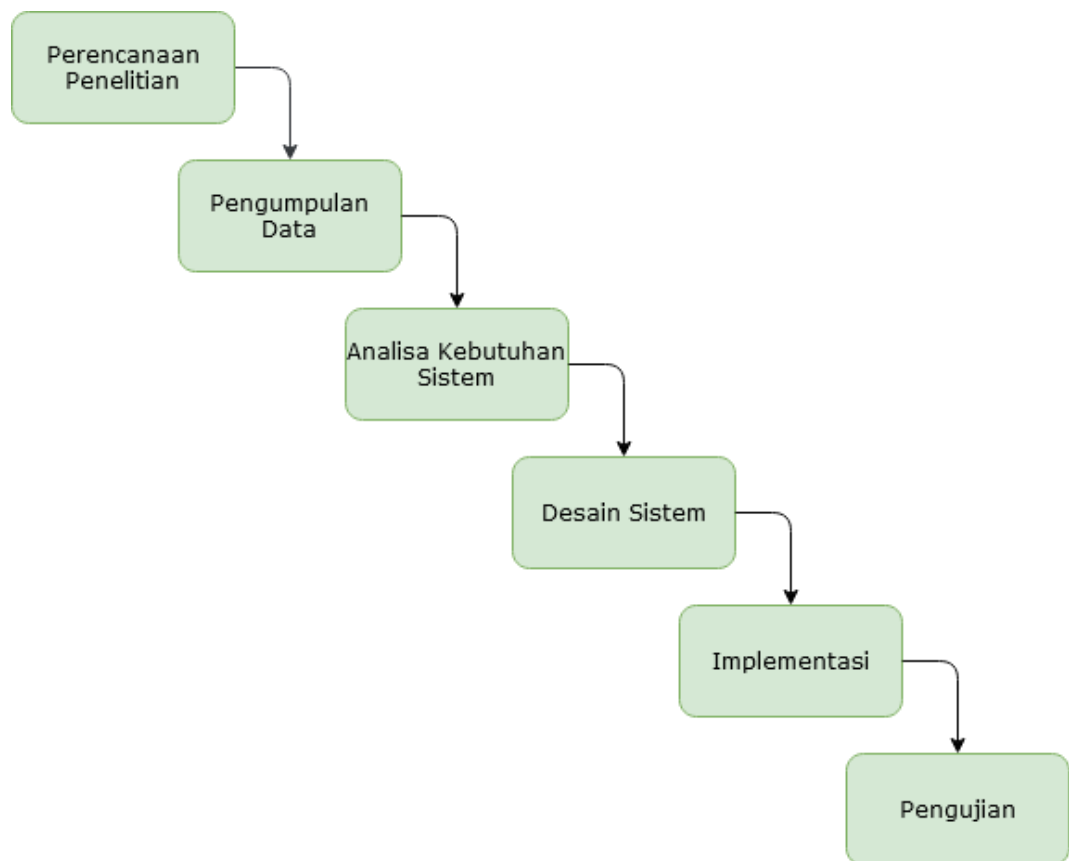 Perencanaan
Penelitian
Pengumpulan
Data
Analisa Kebutuhan
Sistem
Desain Sistem
Implementasi
Pengujian